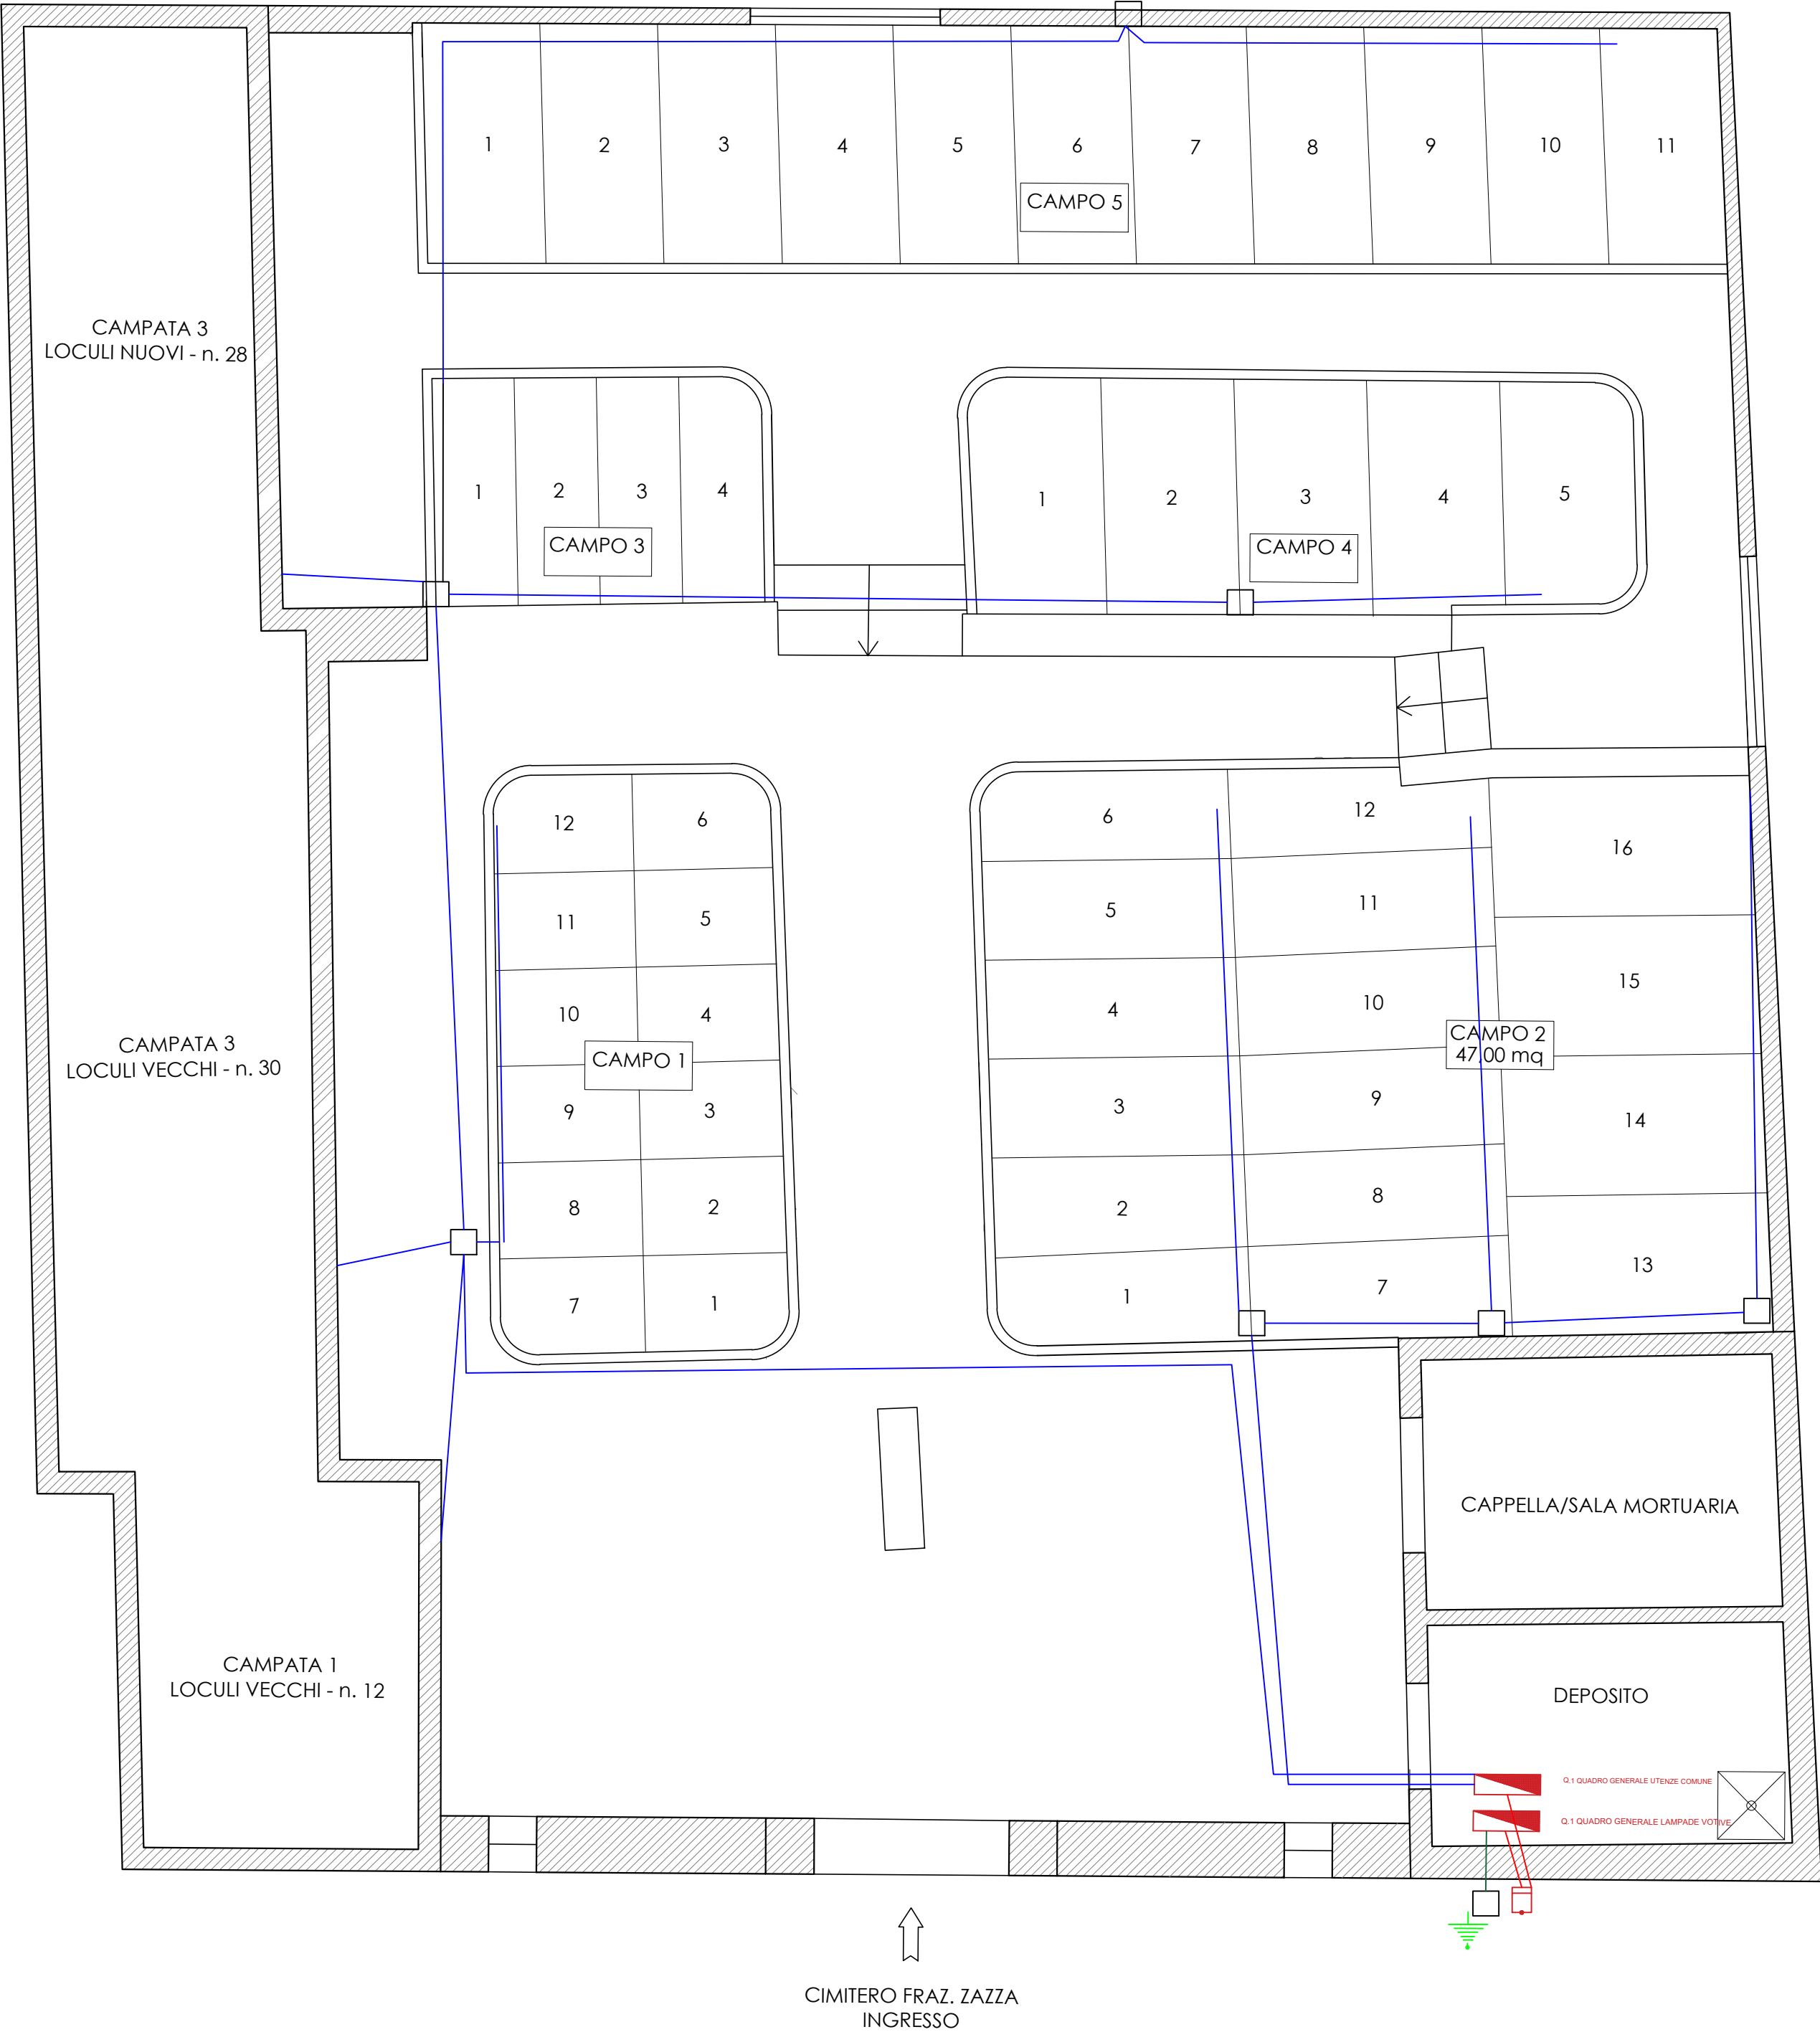 1 2 3 4 5 6 7 8 9 10 11
CAMPO 5
CAMPATA 3
LOCULI NUOVI - n. 28
1 2 3 4
CAMPO 3
1 2 3 4 5
CAMPO 4
12 6
11 5
10 4
CAMPO 1
9 3
8 2
7 1
6 12 16
5 11
4 10 15
CAMPO 2
47,00 mq
3 9 14
2 8
1 7 13
CAMPATA 3
LOCULI VECCHI - n. 30
CAPPELLA/SALA MORTUARIA
CAMPATA 1
LOCULI VECCHI - n. 12
DEPOSITO
Q.1 QUADRO GENERALE UTENZE COMUNE
Q.1 QUADRO GENERALE LAMPADE VOTIVE
CIMITERO FRAZ. ZAZZA
INGRESSO